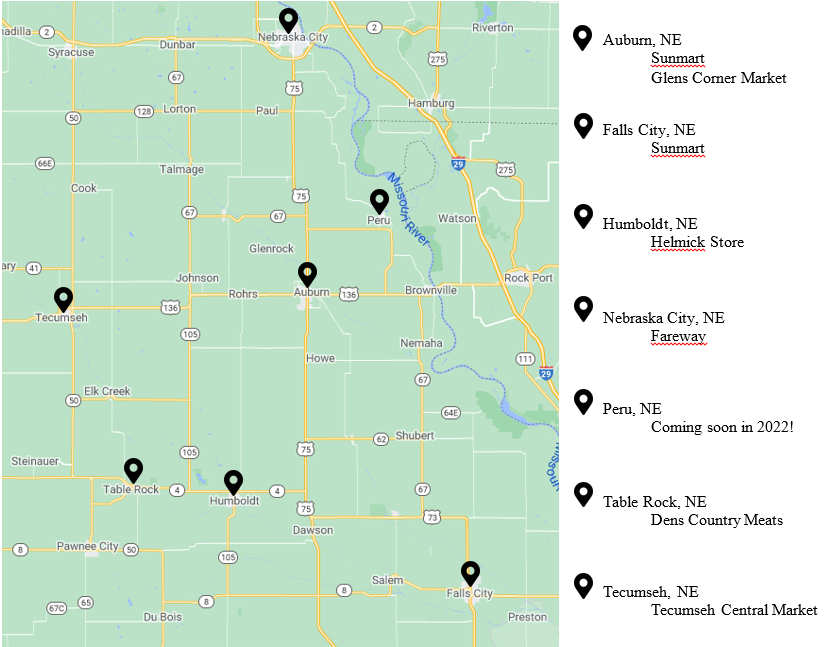 nadilla
2
Nebraska City
2
Riverton
Syracuse
Dunbar
275
67
75
Hamburg
50
128
Lorton
Paul
66E
29
275
Talmage
Cook
75
Missouri River
67
67
Peru
Watson
Glenrock
ary
41
Johnson
Rock Port
Rohrs
Auburn
136
Brownville
Tecumseh
136
105
Nemaha
Howe
111
67
29
Elk Creek
50
64E
62
Shubert
Steinauer
105
75
Missouri
Table Rock
4
Humboldt
4
67
75
73
Dawson
Pawnee City
8
50
105
Salem
Falls City
8
67C
65
8
Du Bois
Preston
Auburn, NE
Sunmart
Glens Corner Market
Falls City, NE
Sunmart
Humboldt, NE
Helmick Store
Nebraska City, NE
Fareway
Peru, NE
Coming soon in 2022!
Table Rock, NE
Dens Country Meats
Tecumseh, NE
Tecumseh Central Market